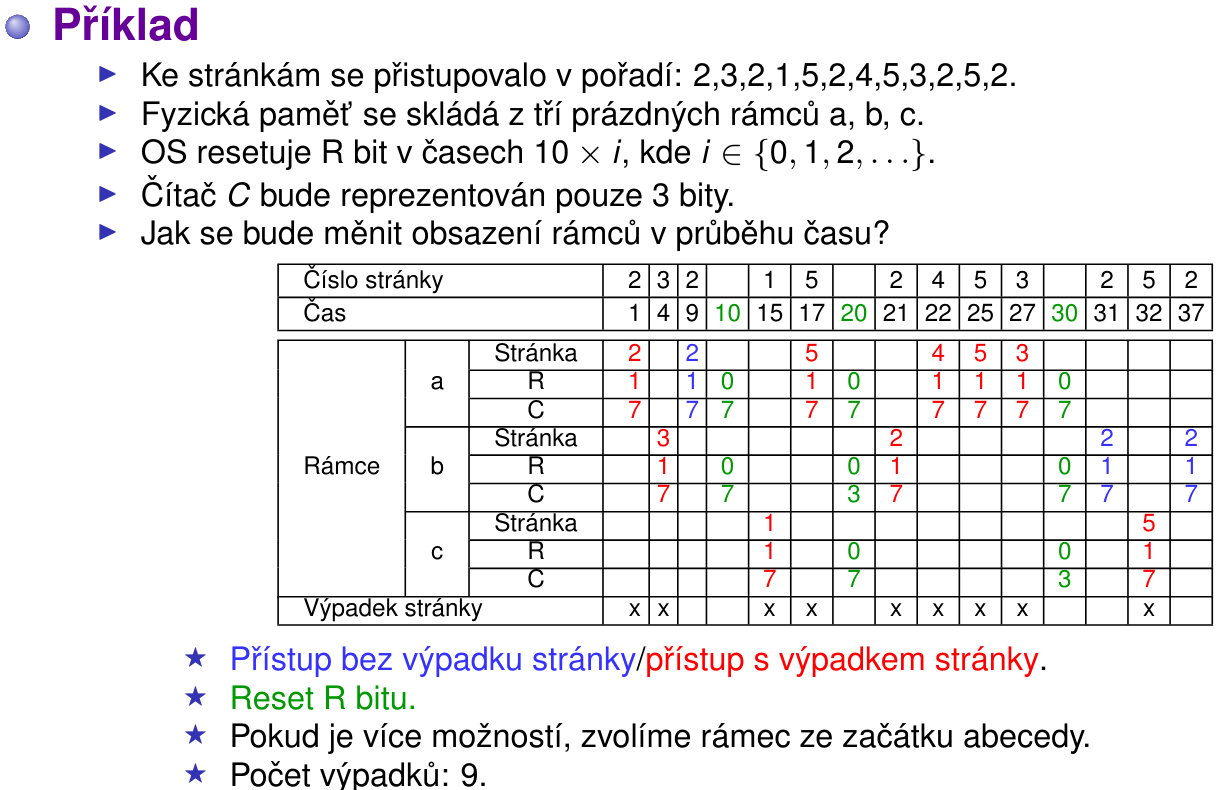 Příklad
Ke stránkám se přistupovalo v pořadí: 2,3,2,1,5,2,4,5,3,2,5,2.
Fyzická paměť se skládá z tří prázdných rámců a, b, c.
OS resetuje R bit v časech 10 × i, kde i ∈ {0, 1, 2, . . .}.
Čítač C bude reprezentován pouze 3 bity.
Jak se bude měnit obsazení rámců v průběhu času?
Číslo stránky 2 3 2 1 5 2 4 5 3 2 5 2
Čas 1 4 9 10 15 17 20 21 22 25 27 30 31 32 37
Stránka 2 2 5 4 5 3
a R 1 1 0 1 0 1 1 1 0
C 7 7 7 7 7 7 7 7 7
Stránka 3 2 2 2
Rámce b R 1 0 0 1 0 1 1
C 7 7 3 7 7 7 7
Stránka 1 5
c R 1 0 0 1
C 7 7 3 7
Výpadek stránky x x x x x x x x x
Přístup bez výpadku stránky/přístup s výpadkem stránky.
Reset R bitu.
Pokud je více možností, zvolíme rámec ze začátku abecedy.
Počet výpadků: 9.